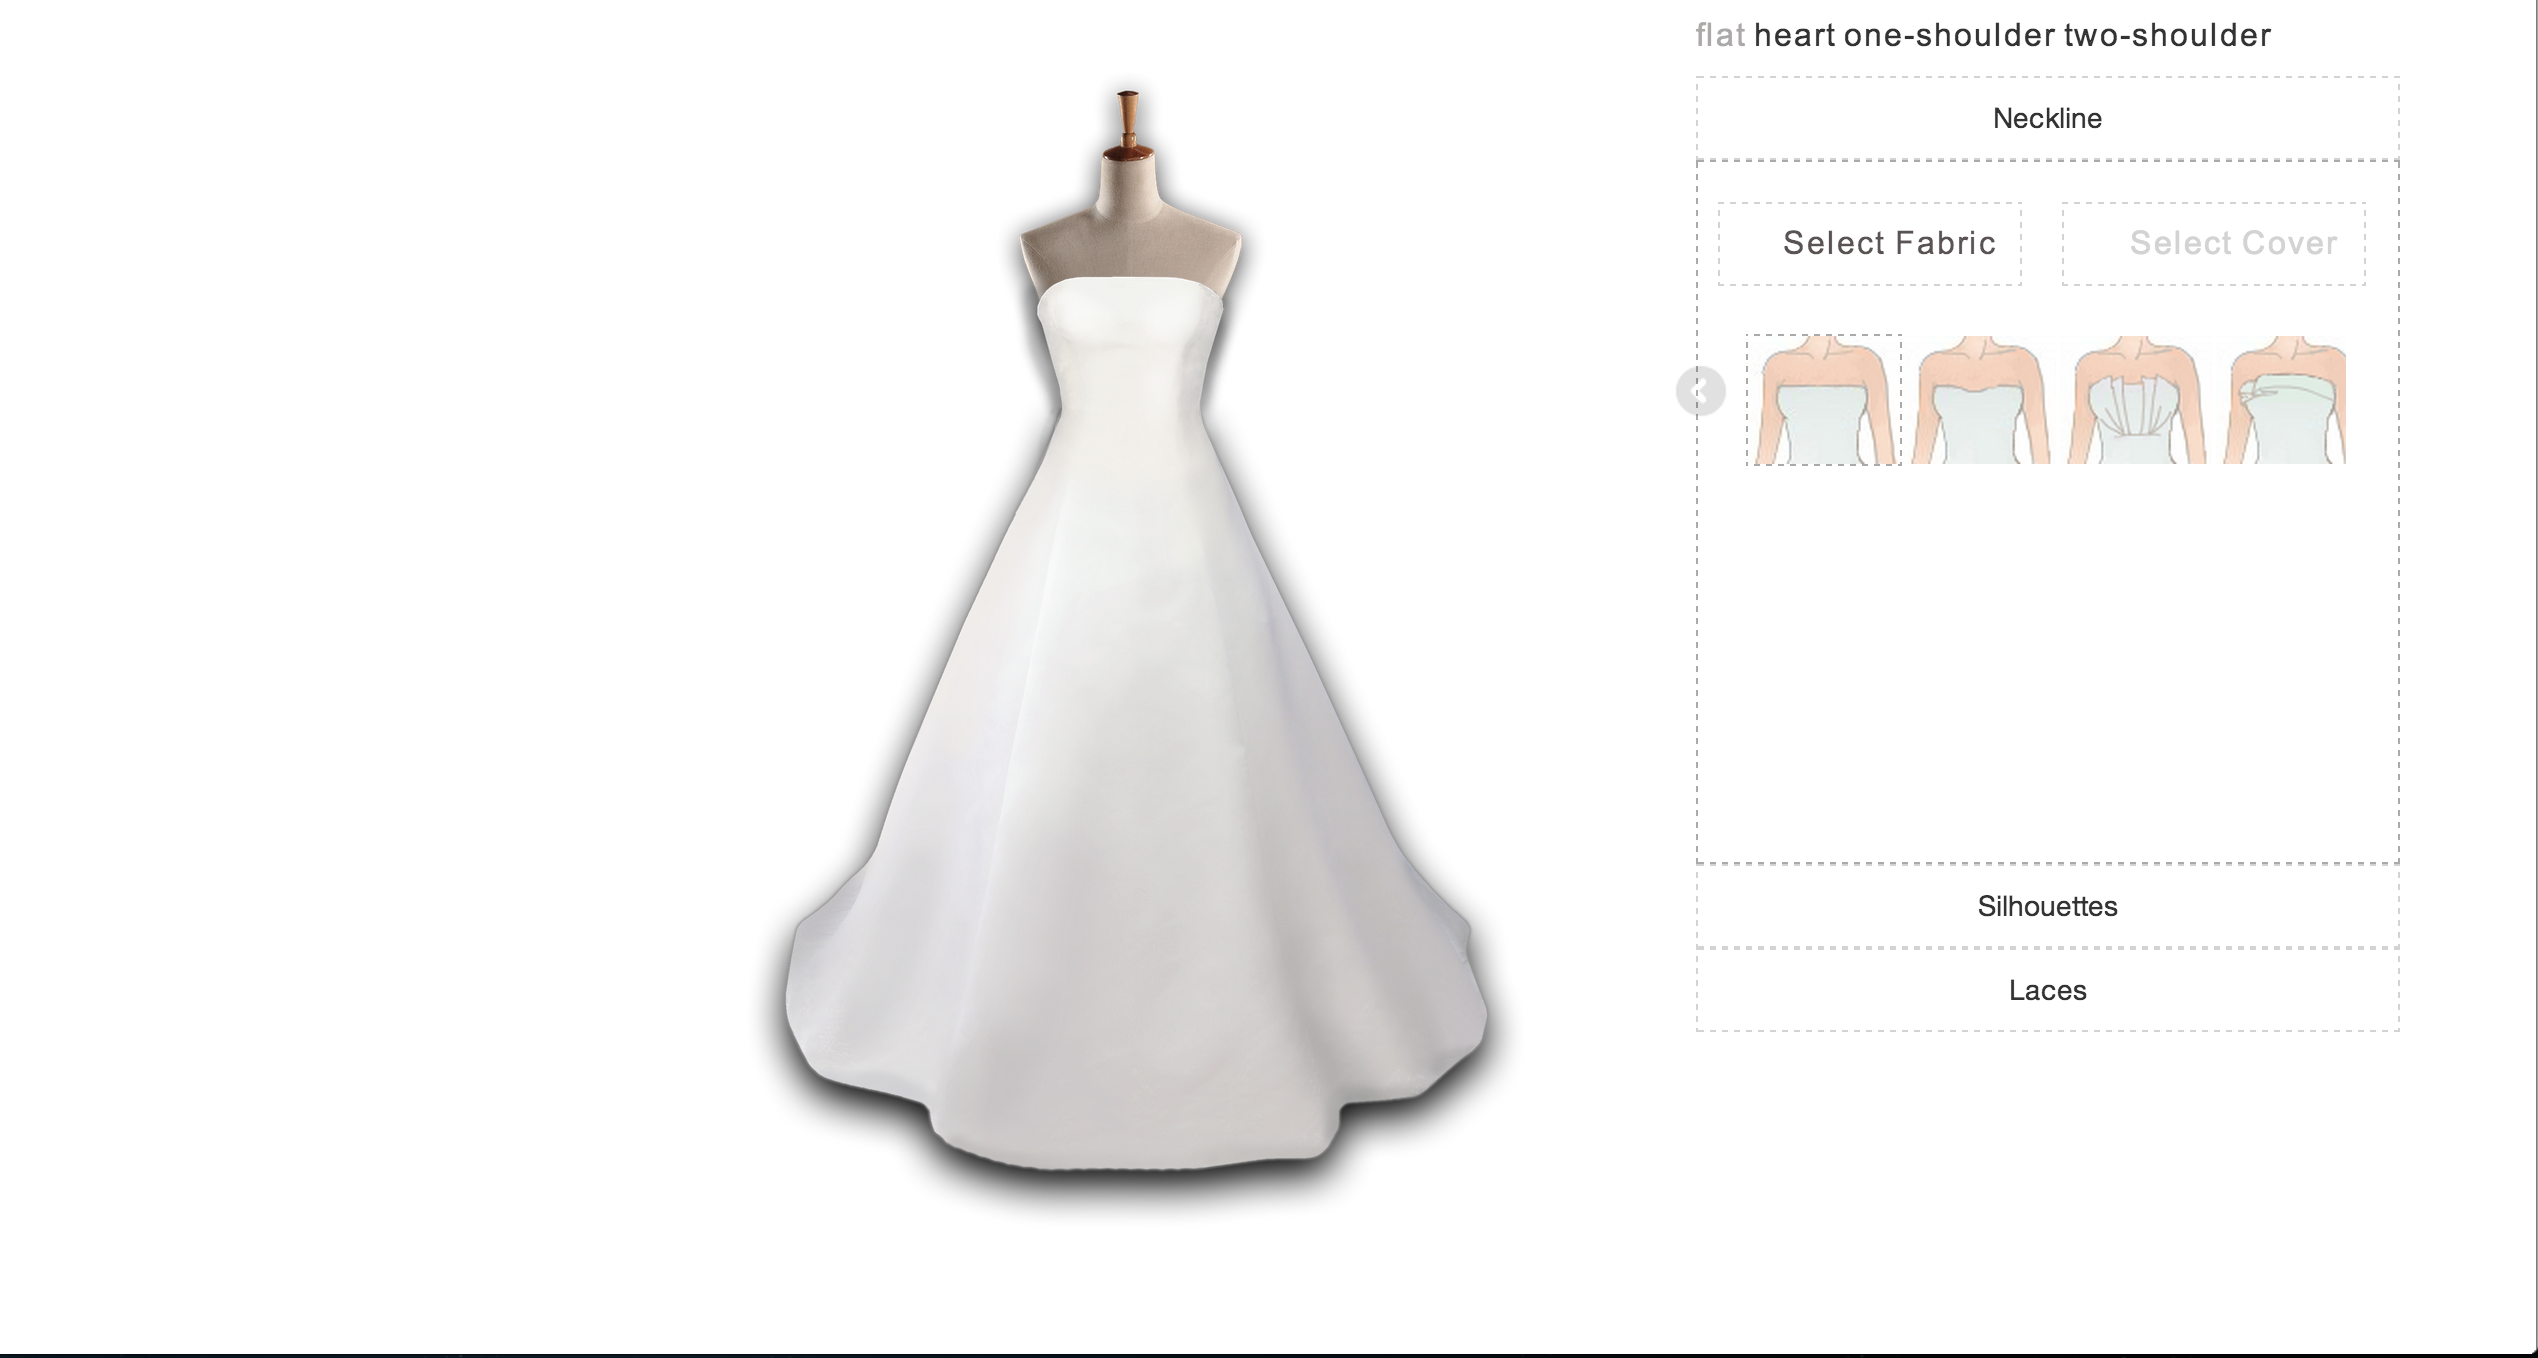 flat heart one-shoulder two-shoulder
Neckline
Select Fabric
Select Cover
Silhouettes
Laces